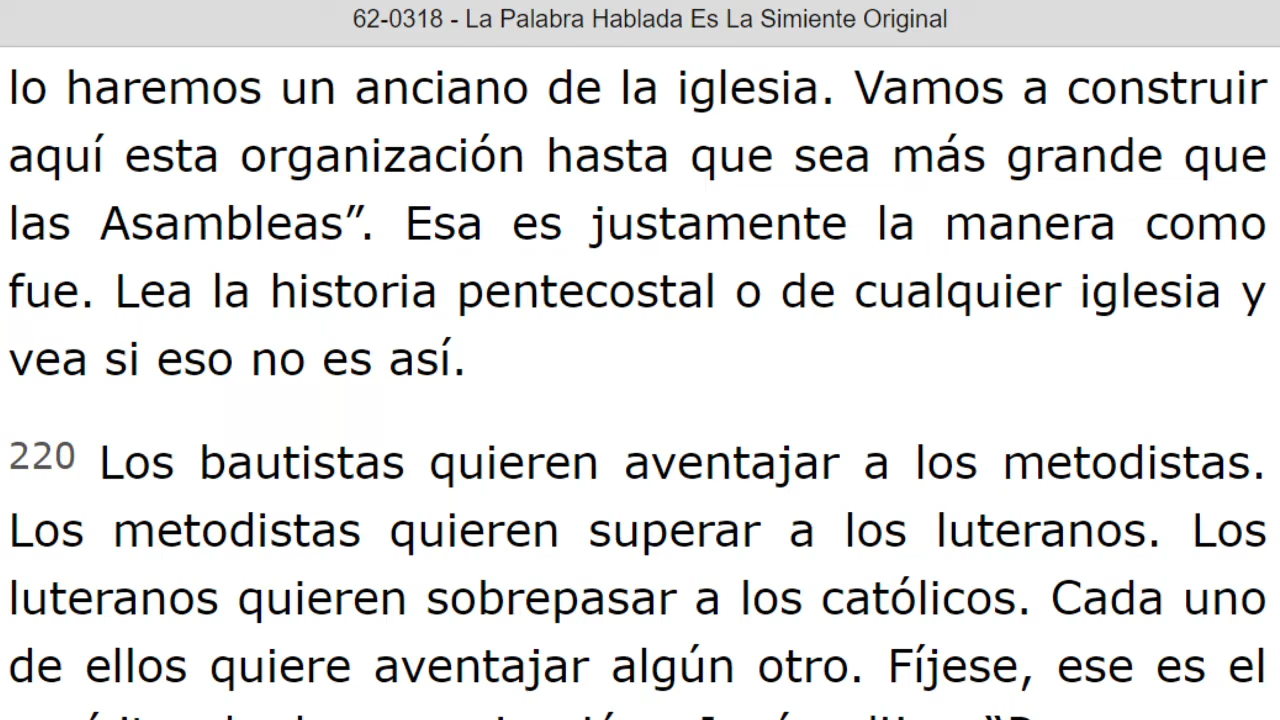 62-0318 - La Palabra Hablada Es La Simiente Original
lo haremos un anciano de la iglesia. Vamos a construir
aquí esta organización hasta que sea más grande que
las Asambleas”. Esa es justamente la manera como
fue. Lea la historia pentecostal o de cualquier iglesia y
vea si eso no es así.
220 Los bautistas quieren aventajar a los metodistas.
Los metodistas quieren superar a los luteranos. Los
luteranos quieren sobrepasar a los católicos. Cada uno
de ellos quiere aventajar algún otro. Fíjese, ese es el